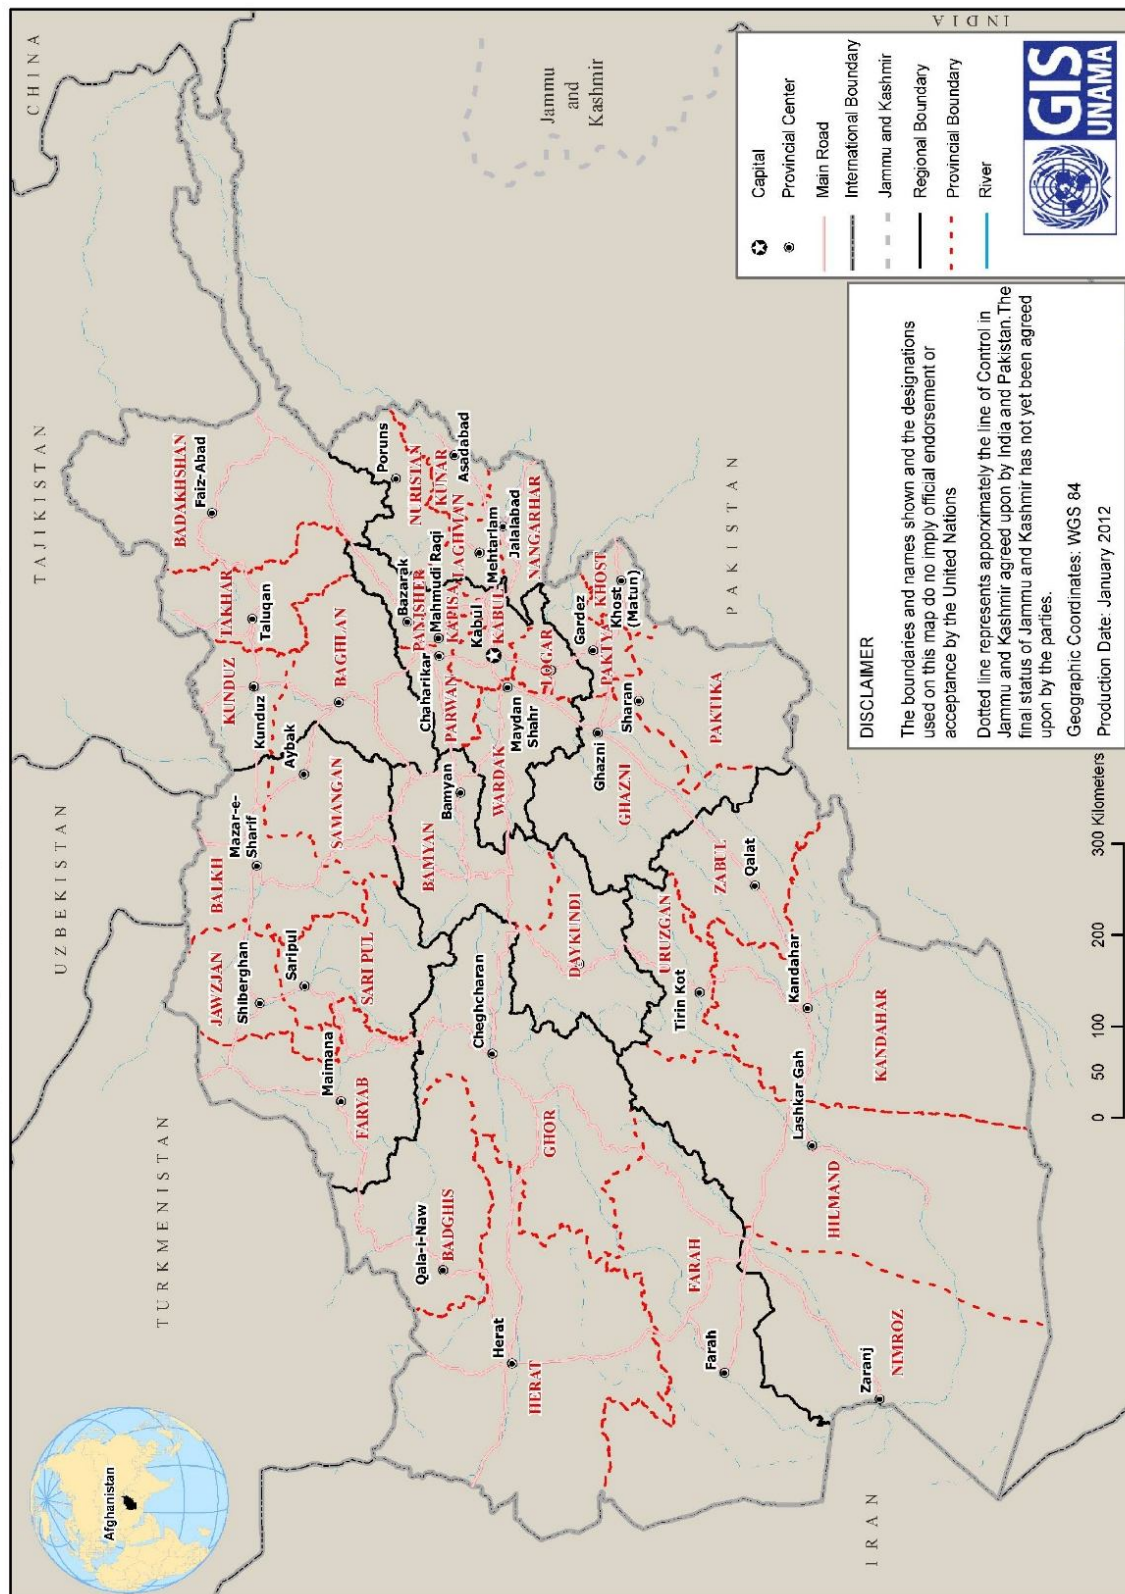 CHINA
TAJIKISTAN
UZBEKISTAN
TURKMENISTAN
IRAN
PAKISTAN
INDIA
Jammu
and
Kashmir
Afghanistan
BADAKHSHAN
Faiz-Abad
TAKHAR
Taluqan
KUNDUZ
Kunduz
BAGHLAN
BALKH
Mazar-e-
Sharif
Aybak
SAMANGAN
JAWZJAN
Shiberghan
Saripul
SARI PUL
Maimana
FARYAB
Poruns
NURISTAN
KUNAR
Asadabad
LAGHMAN
Mehtarlam
Jalalabad
NANGARHAR
Bazarak
PANJSHER
Mahmudi Raqi
KAPISA
Kabul
KABUL
Chaharikar
PARWAN
Maydan
Shahr
WARDAK
LOGAR
Bamyan
BAMYAN
Gardez
PAKTYA
KHOST
Khost
(Matun)
Sharan
PAKTIKA
Ghazni
GHAZNI
DAYKUNDI
Cheghcharan
GHOR
Qala-i-Naw
BADGHIS
Herat
HERAT
Farah
FARAH
URUZGAN
Tirin Kot
ZABUL
Qalat
Kandahar
KANDAHAR
Lashkar Gah
HILMAND
Zaranj
NIMROZ
0 50 100 200 300 Kilometers
DISCLAIMER
The boundaries and names shown and the designations
used on this map do no imply official endorsement or
acceptance by the United Nations
Dotted line represents approximately the line of Control in
Jammu and Kashmir agreed upon by India and Pakistan.The
final status of Jammu and Kashmir has not yet been agreed
upon by the parties.
Geographic Coordinates: WGS 84
Production Date: January 2012
Capital
Provincial Center
Main Road
International Boundary
Jammu and Kashmir
Regional Boundary
Provincial Boundary
River
GIS
UNAMA